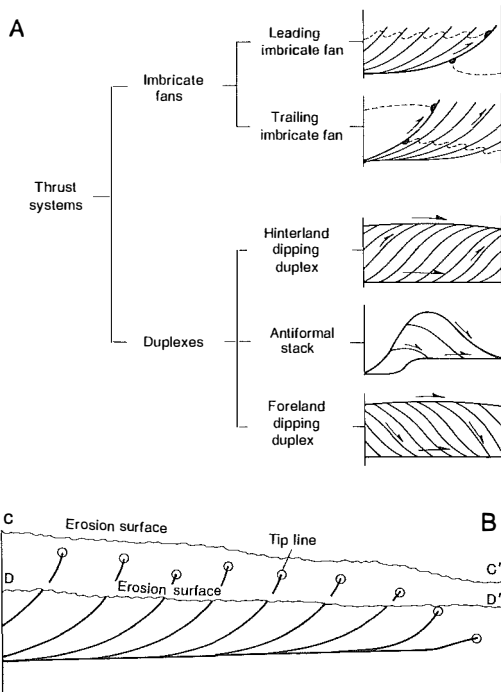 A
Thrust
systems
Imbricate
fans
Leading
imbricate fan
Trailing
imbricate fan
Duplexes
Hinterland
dipping
duplex
Antiformal
stack
Foreland
dipping
duplex
B
C
Erosion surface
Tip line
C'
D
Erosion surface
D'